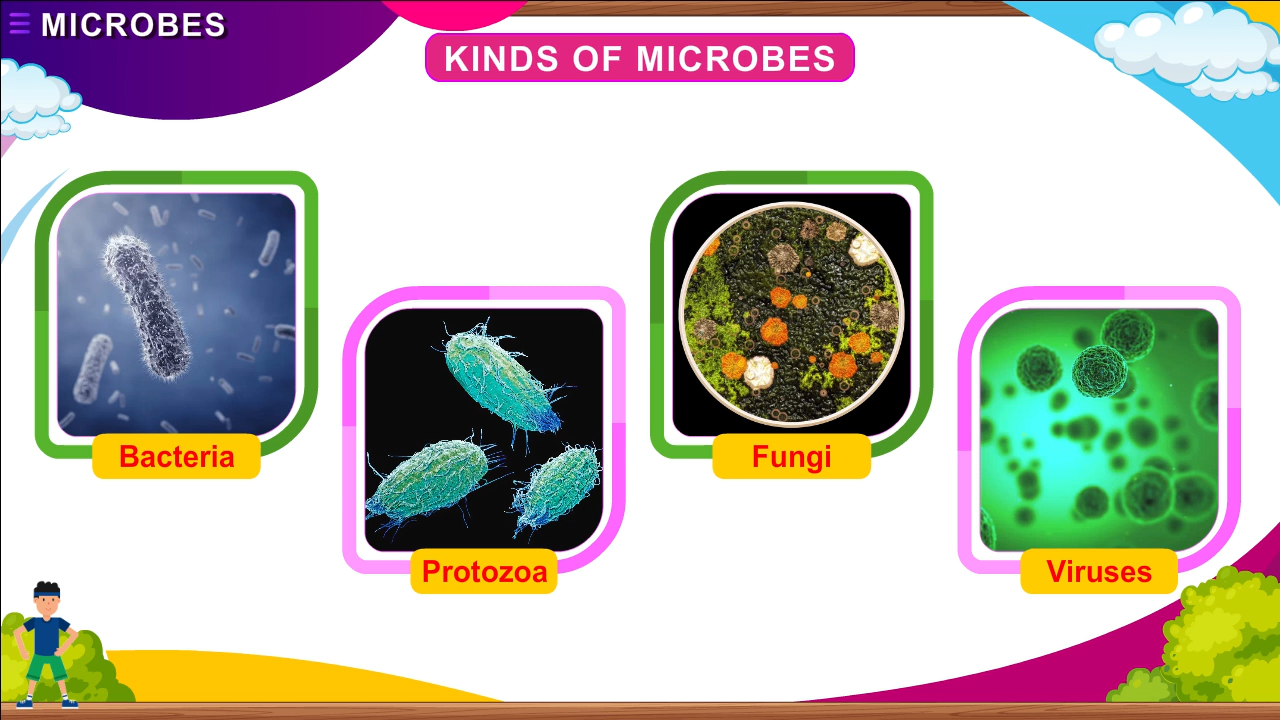 MICROBES
KINDS OF MICROBES
Bacteria
Protozoa
Fungi
Viruses